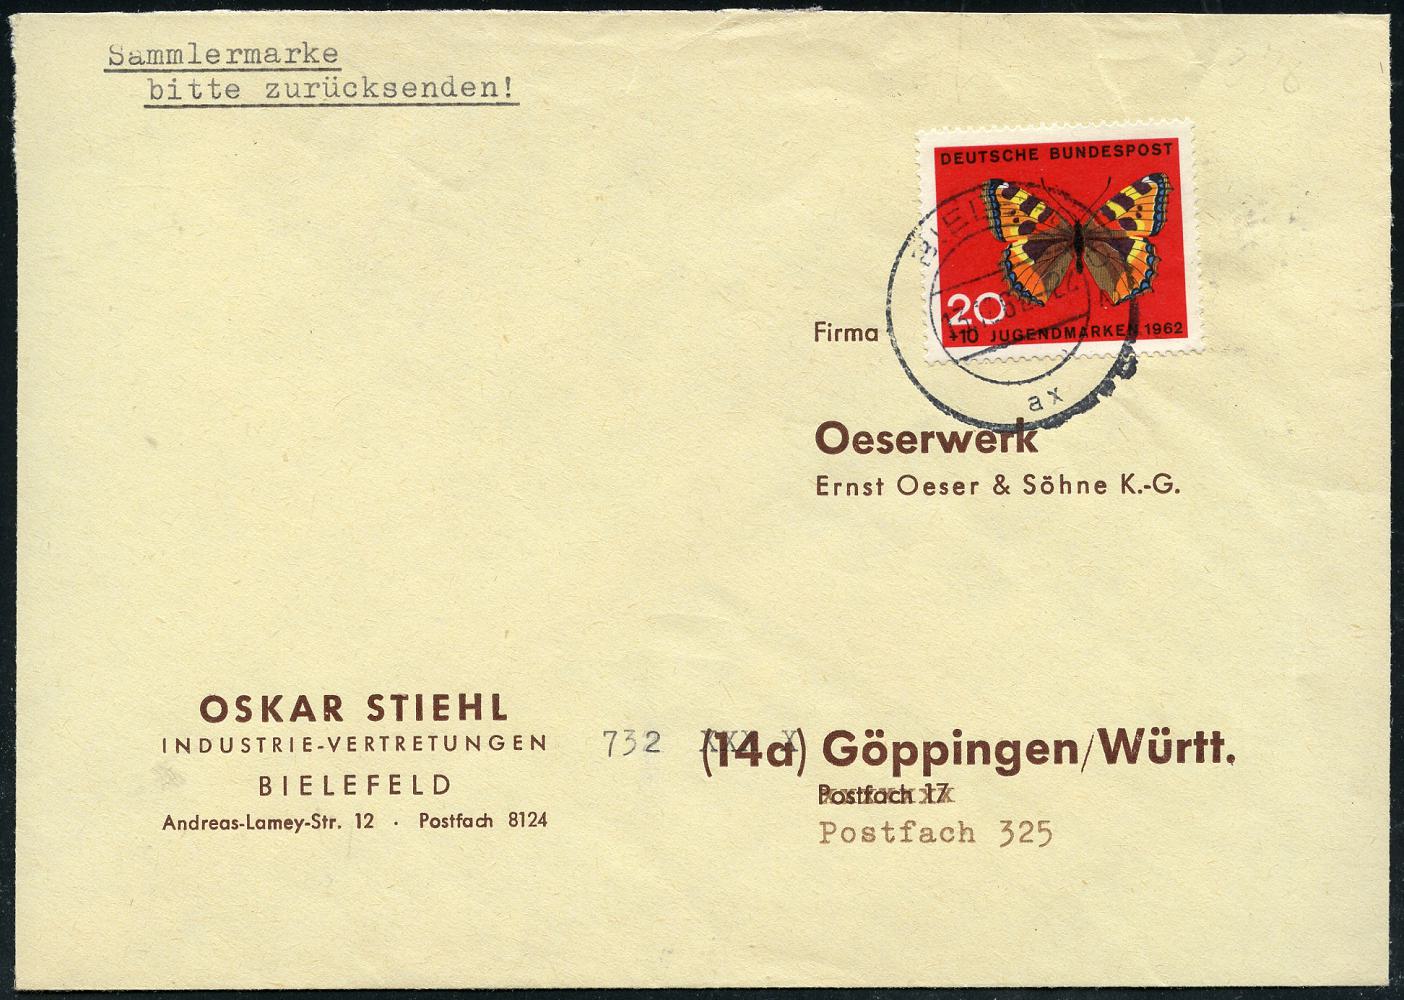 Sammlermarke
bitte zurücksenden!
DEUTSCHE BUNDESPOST
20
+10 JUGENDMARKEN 1962
ax
Firma
Oeserwerk
Ernst Oeser & Söhne K.-G.
OSKAR STIEHL
INDUSTRIE-VERTRETUNGEN
BIELEFELD
Andreas-Lamey-Str. 12 · Postfach 8124
732 (14a) Göppingen/Württ.
Postfach 17
Postfach 325